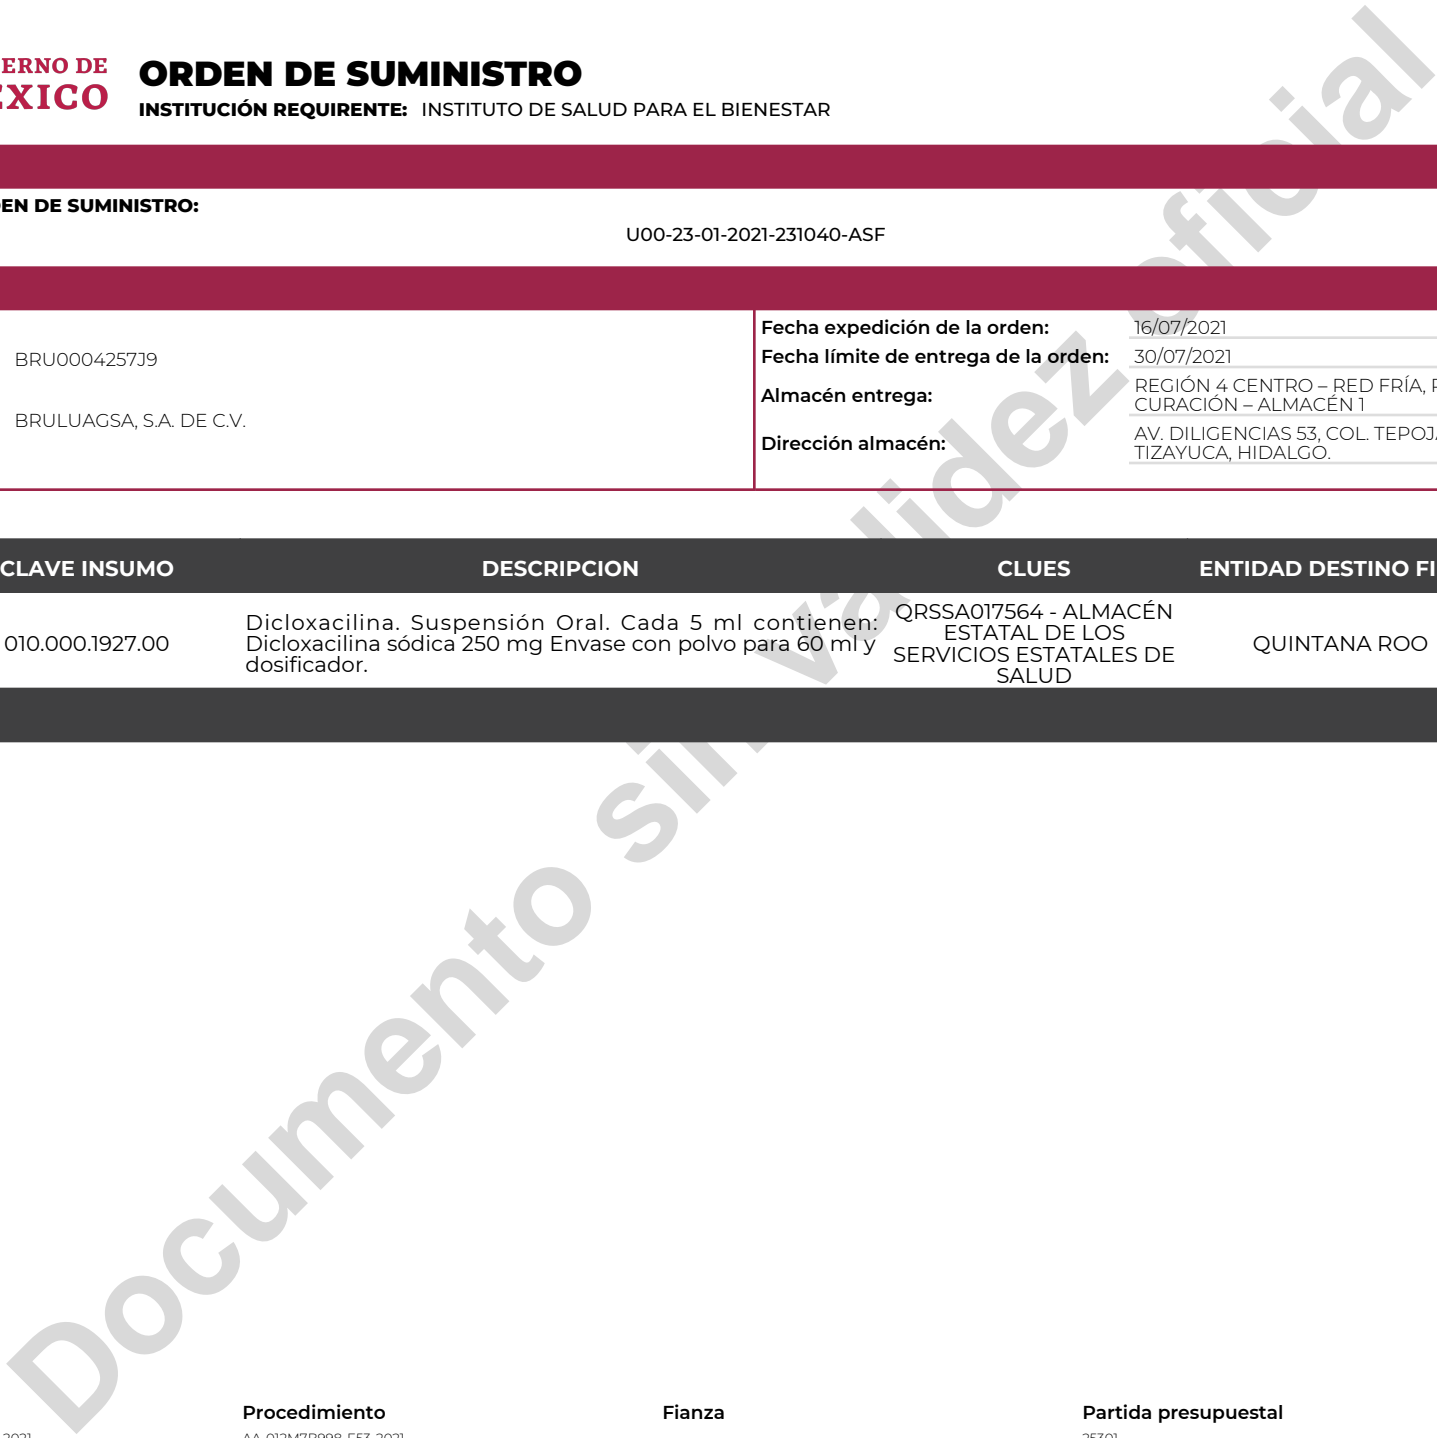 ERNO DE
EXICO
ORDEN DE SUMINISTRO
INSTITUCIÓN REQUIRENTE: INSTITUTO DE SALUD PARA EL BIENESTAR
EN DE SUMINISTRO:
U00-23-01-2021-231040-ASF
BRU0004257J9
BRULUAGSA, S.A. DE C.V.
Fecha expedición de la orden: 16/07/2021
Fecha límite de entrega de la orden: 30/07/2021
Almacén entrega: REGIÓN 4 CENTRO – RED FRÍA,
CURACIÓN – ALMACÉN 1
Dirección almacén: AV. DILIGENCIAS 53, COL. TEPOJ
TIZAYUCA, HIDALGO.
CLAVE INSUMO DESCRIPCION CLUES ENTIDAD DESTINO FI
010.000.1927.00
Dicloxacilina. Suspensión Oral. Cada 5 ml contienen:
Dicloxacilina sódica 250 mg Envase con polvo para 60 ml y
dosificador.
QRSSA017564 - ALMACÉN
ESTATAL DE LOS
SERVICIOS ESTATALES DE
SALUD
QUINTANA ROO
Documento sin validez oficial
Procedimiento Fianza Partida presupuestal